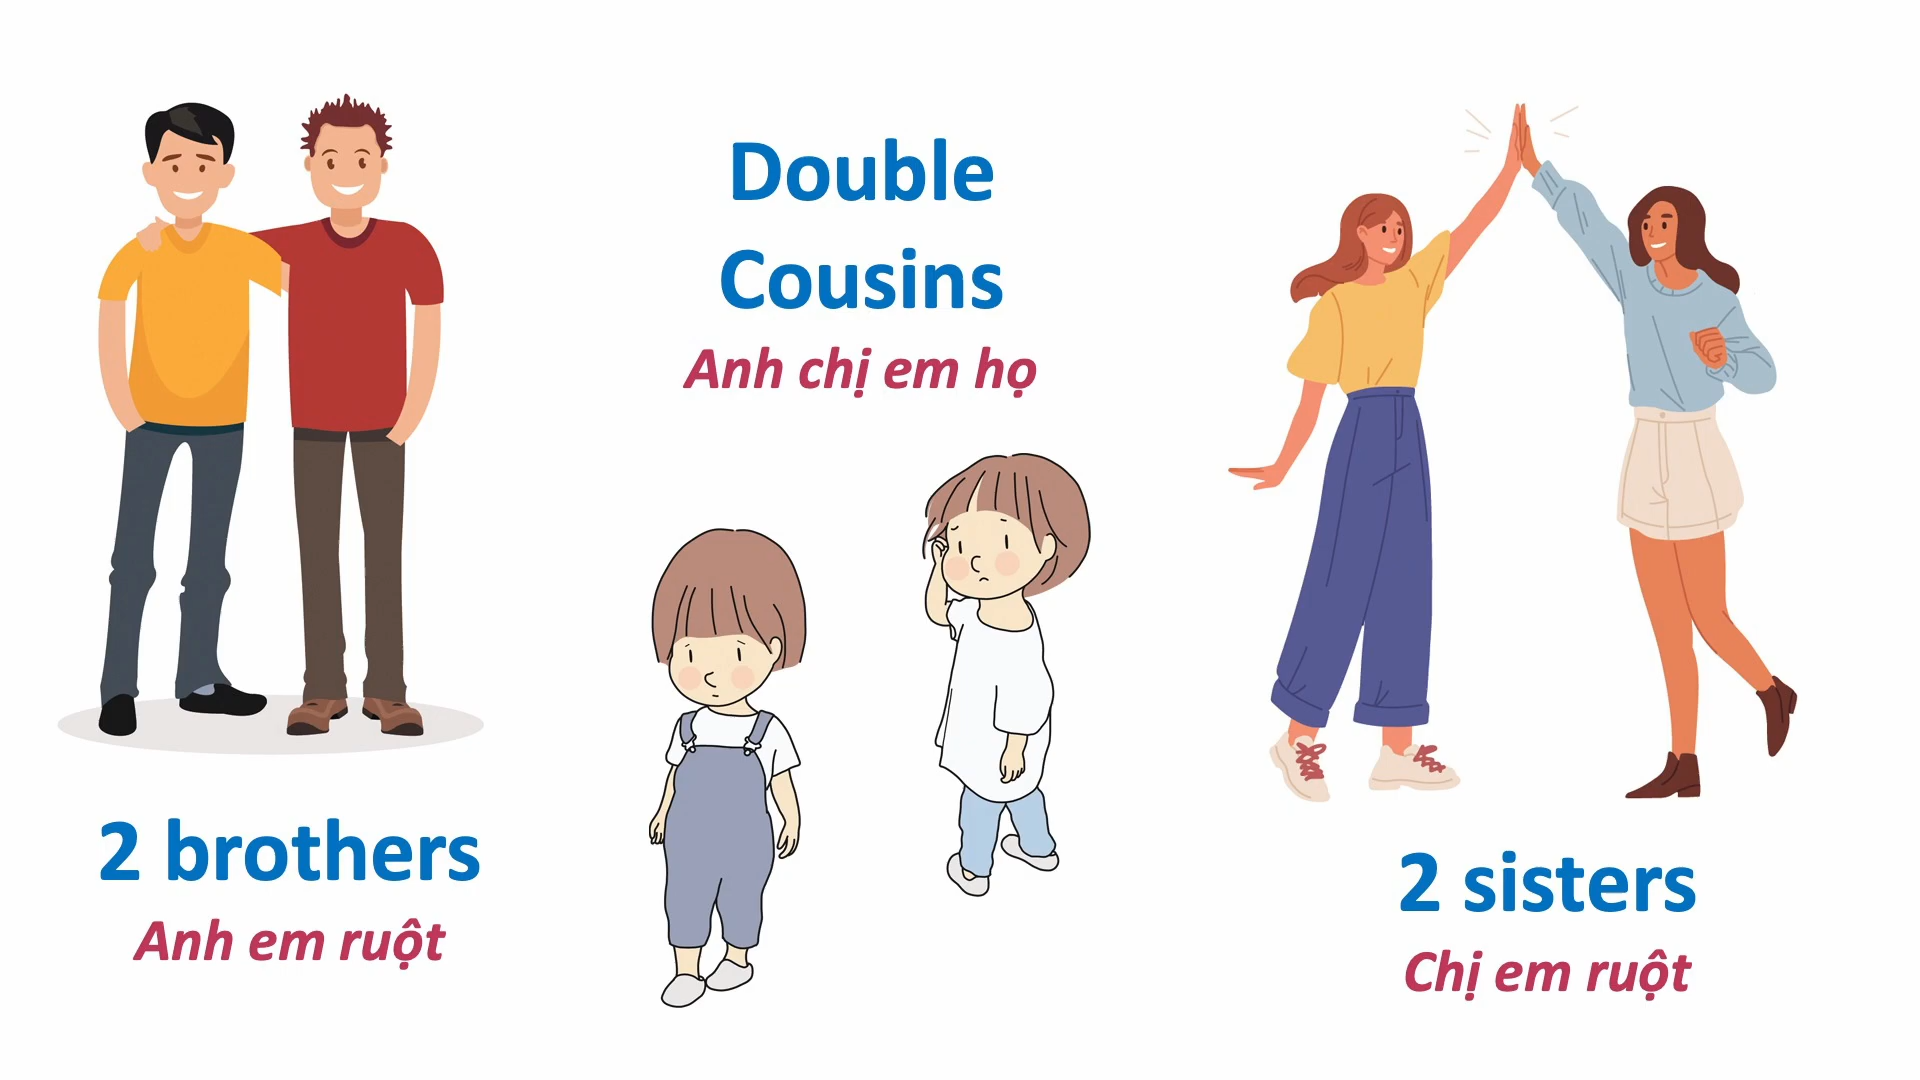 Double
Cousins
Anh chị em họ
2 brothers
Anh em ruột
2 sisters
Chị em ruột